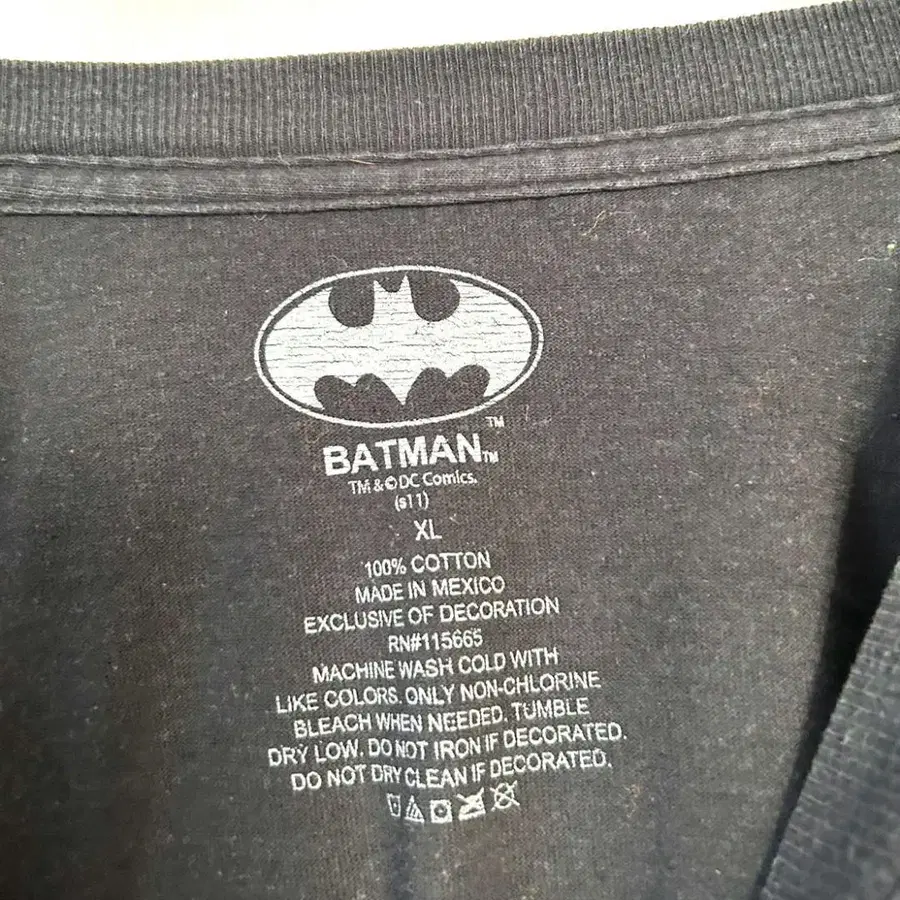 TM
BATMAN™
TM & © DC Comics.
(s11)
XL
100% COTTON
MADE IN MEXICO
EXCLUSIVE OF DECORATION
RN#115665
MACHINE WASH COLD WITH
LIKE COLORS. ONLY NON-CHLORINE
BLEACH WHEN NEEDED. TUMBLE
DRY LOW. DO NOT IRON IF DECORATED.
DO NOT DRY CLEAN IF DECORATED.